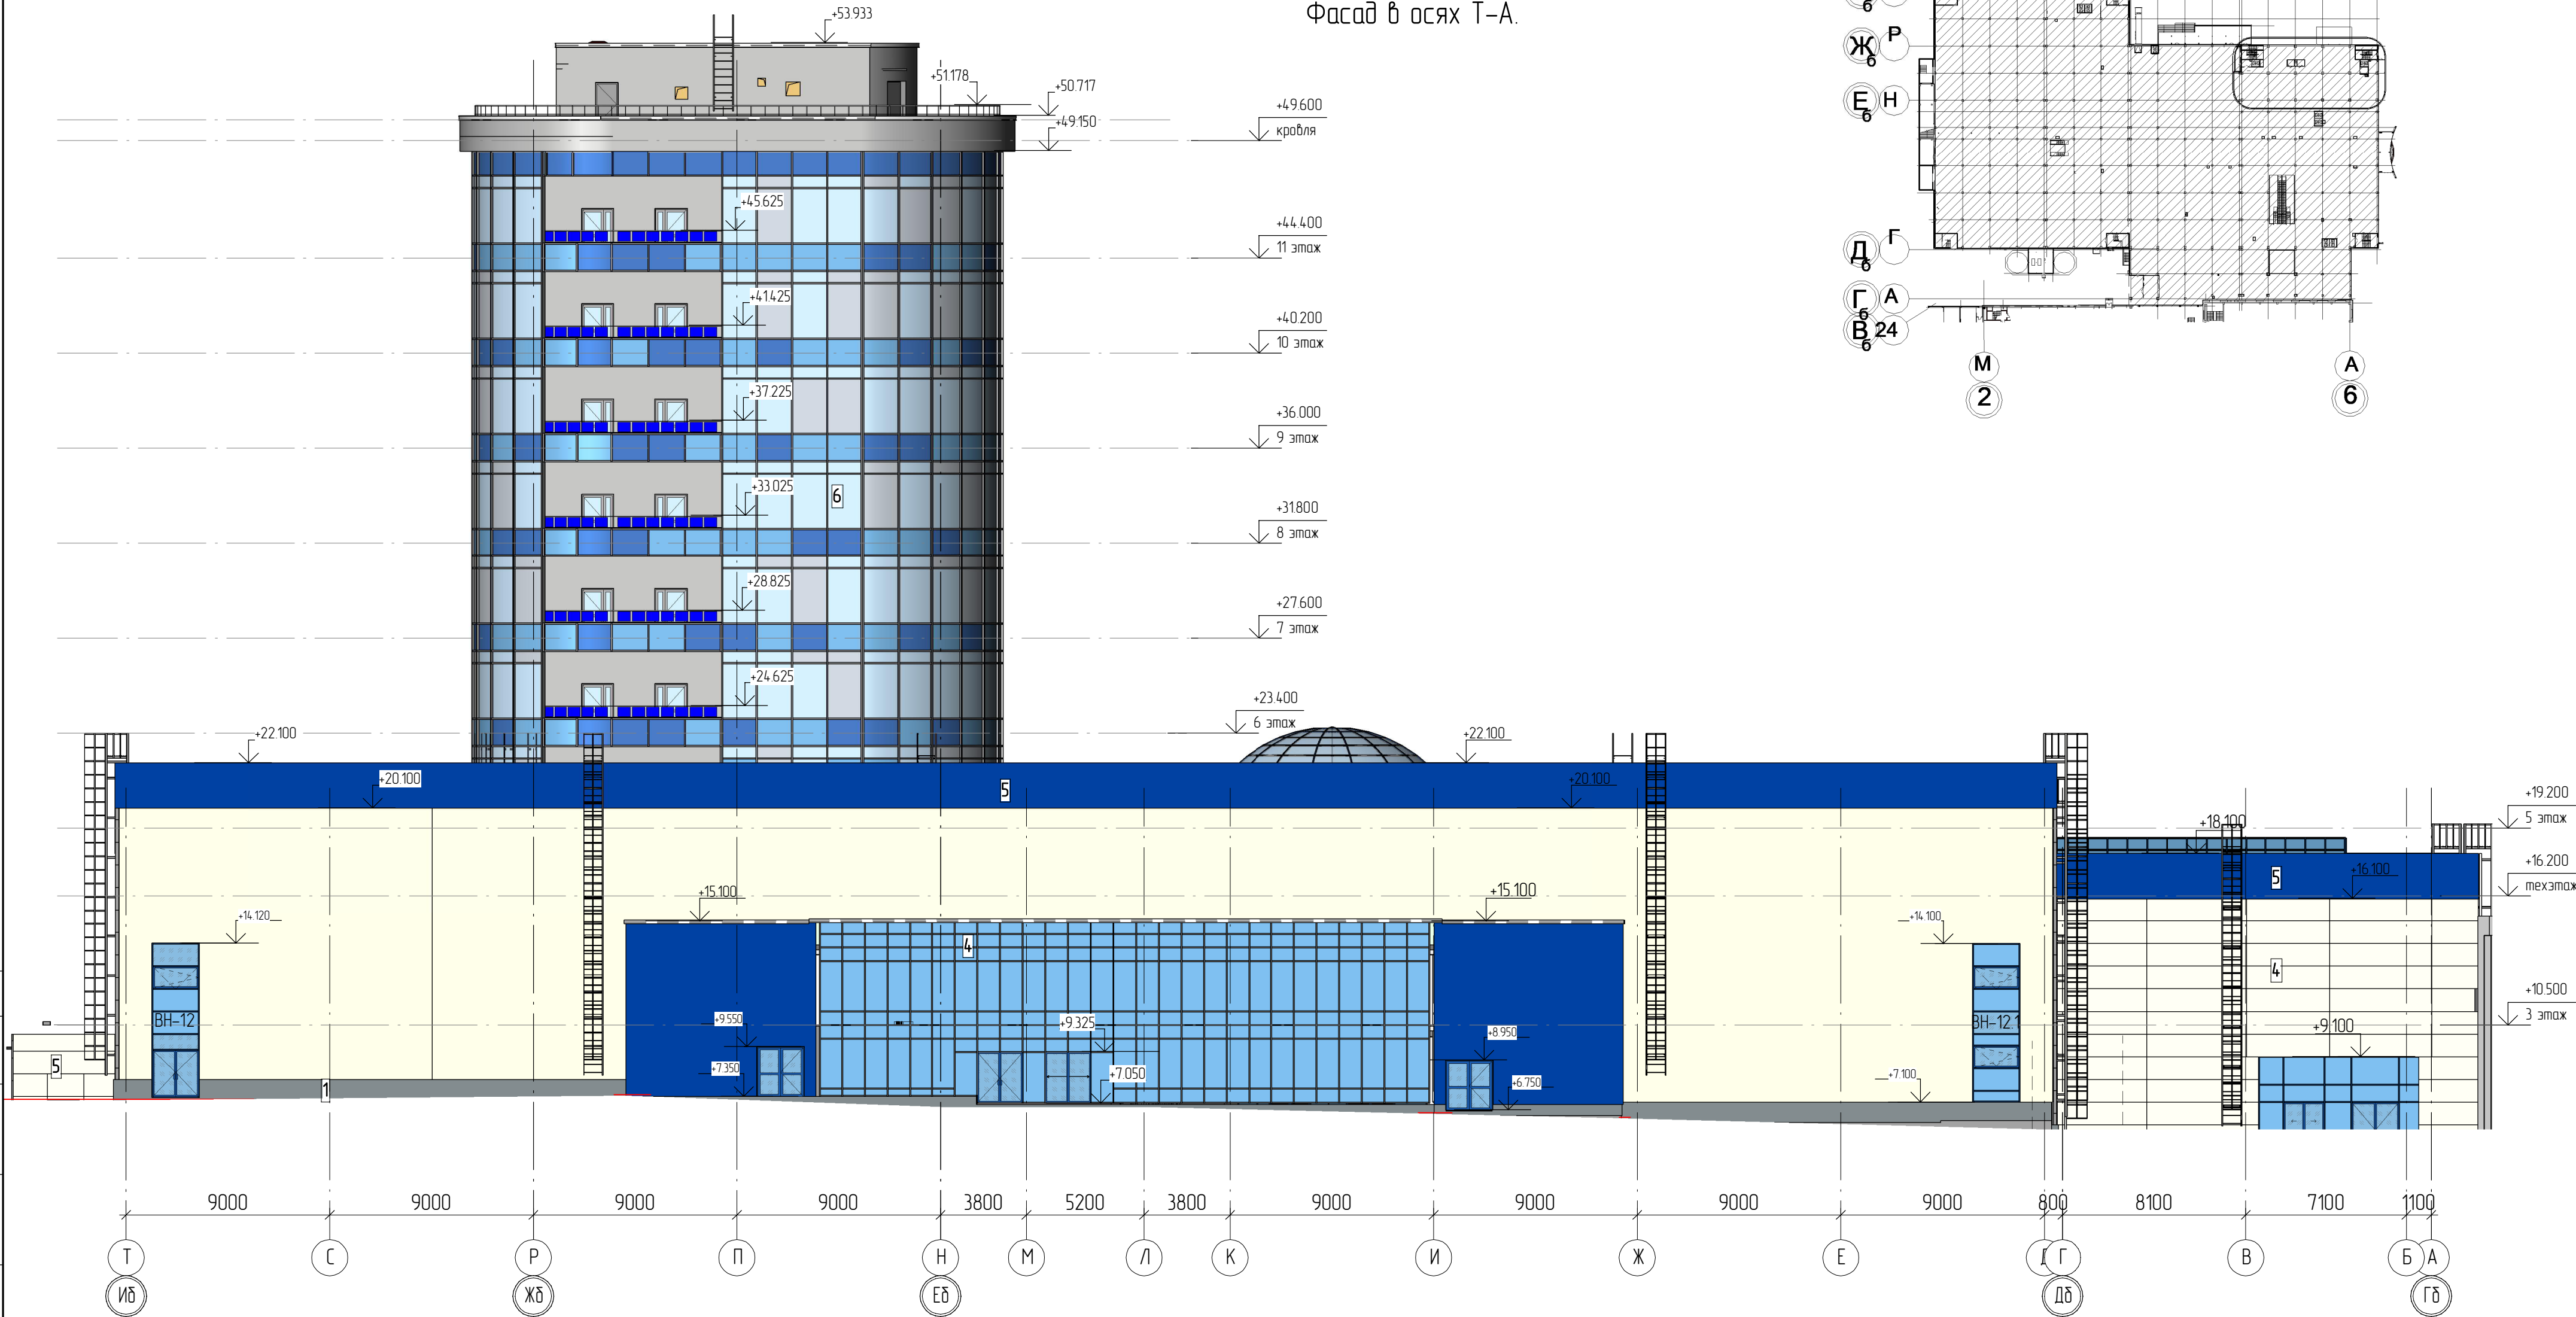 Фасад в осях Т-А.
+53.933
+51.178
+50.717
+49.150
+49.600
кровля
+45.625
+44.400
11 этаж
+41.425
+40.200
10 этаж
+37.225
+36.000
9 этаж
+33.025
6
+31.800
8 этаж
+28.825
+27.600
7 этаж
+24.625
+23.400
6 этаж
+22.100
+22.100
+20.100
5
+20.100
+19.200
5 этаж
+18.100
+16.200
техэтаж
5
+16.100
+15.100
+15.100
+14.120
+14.100
4
4
+10.500
3 этаж
ВН-12
+9.550
+9.325
+8.950
ВН-12.1
+9.100
5
1
+7.350
+7.050
+6.750
+7.100
9000
9000
9000
9000
3800
5200
3800
9000
9000
9000
9000
800
8100
7100
1100
Т
С
Р
П
Н
М
Л
К
И
Ж
Е
Г
В
Б
А
Иб
Жб
Еб
Дб
Гб
б
Жб
Р
Еб
Н
Дб
Г
Гб
А
Вб
24
М
2
А
6